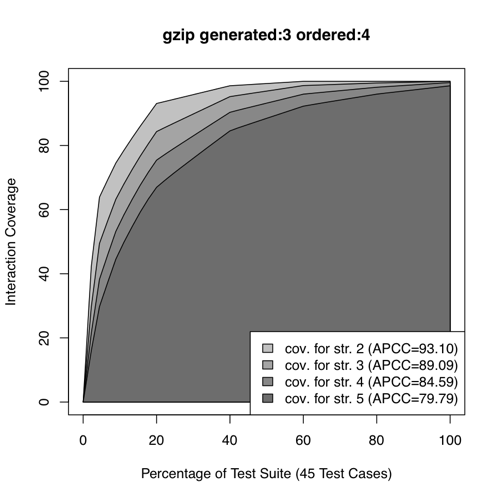 gzip generated:3 ordered:4
Interaction Coverage
100
80
60
40
20
0
cov. for str. 2 (APCC=93.10)
cov. for str. 3 (APCC=89.09)
cov. for str. 4 (APCC=84.59)
cov. for str. 5 (APCC=79.79)
0 20 40 60 80 100
Percentage of Test Suite (45 Test Cases)